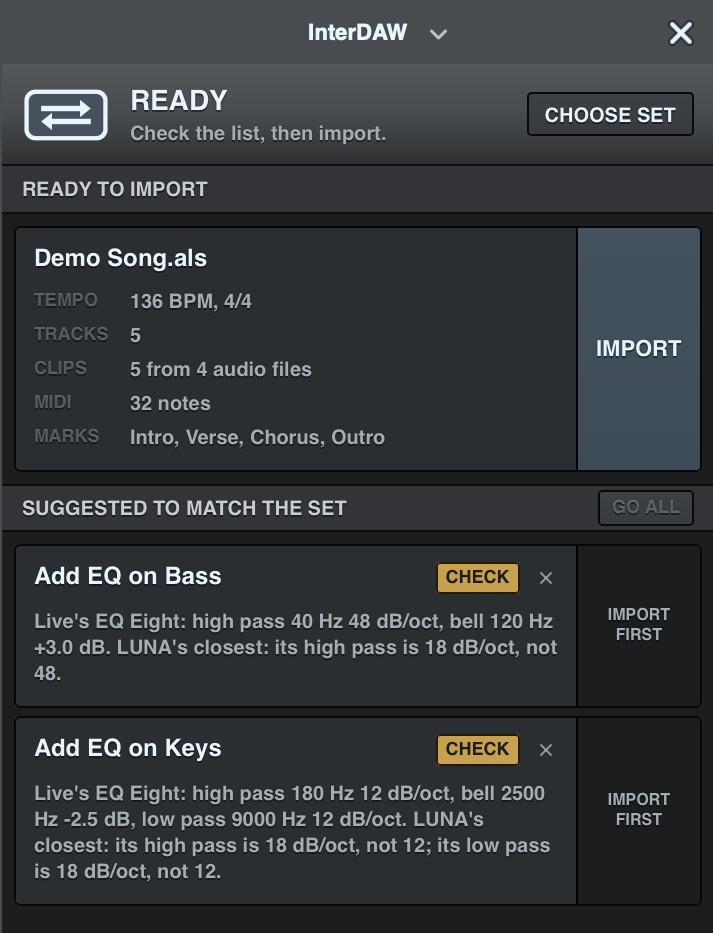 InterDAW
READY
Check the list, then import.
CHOOSE SET
READY TO IMPORT
Demo Song.als
TEMPO 136 BPM, 4/4
TRACKS 5
CLIPS 5 from 4 audio files
MIDI 32 notes
MARKS Intro, Verse, Chorus, Outro
IMPORT
SUGGESTED TO MATCH THE SET
GO ALL
Add EQ on Bass
CHECK
Live's EQ Eight: high pass 40 Hz 48 dB/oct, bell 120 Hz
+3.0 dB. LUNA's closest: its high pass is 18 dB/oct, not
48.
IMPORT
FIRST
Add EQ on Keys
CHECK
Live's EQ Eight: high pass 180 Hz 12 dB/oct, bell 2500
Hz -2.5 dB, low pass 9000 Hz 12 dB/oct. LUNA's
closest: its high pass is 18 dB/oct, not 12; its low pass
is 18 dB/oct, not 12.
IMPORT
FIRST